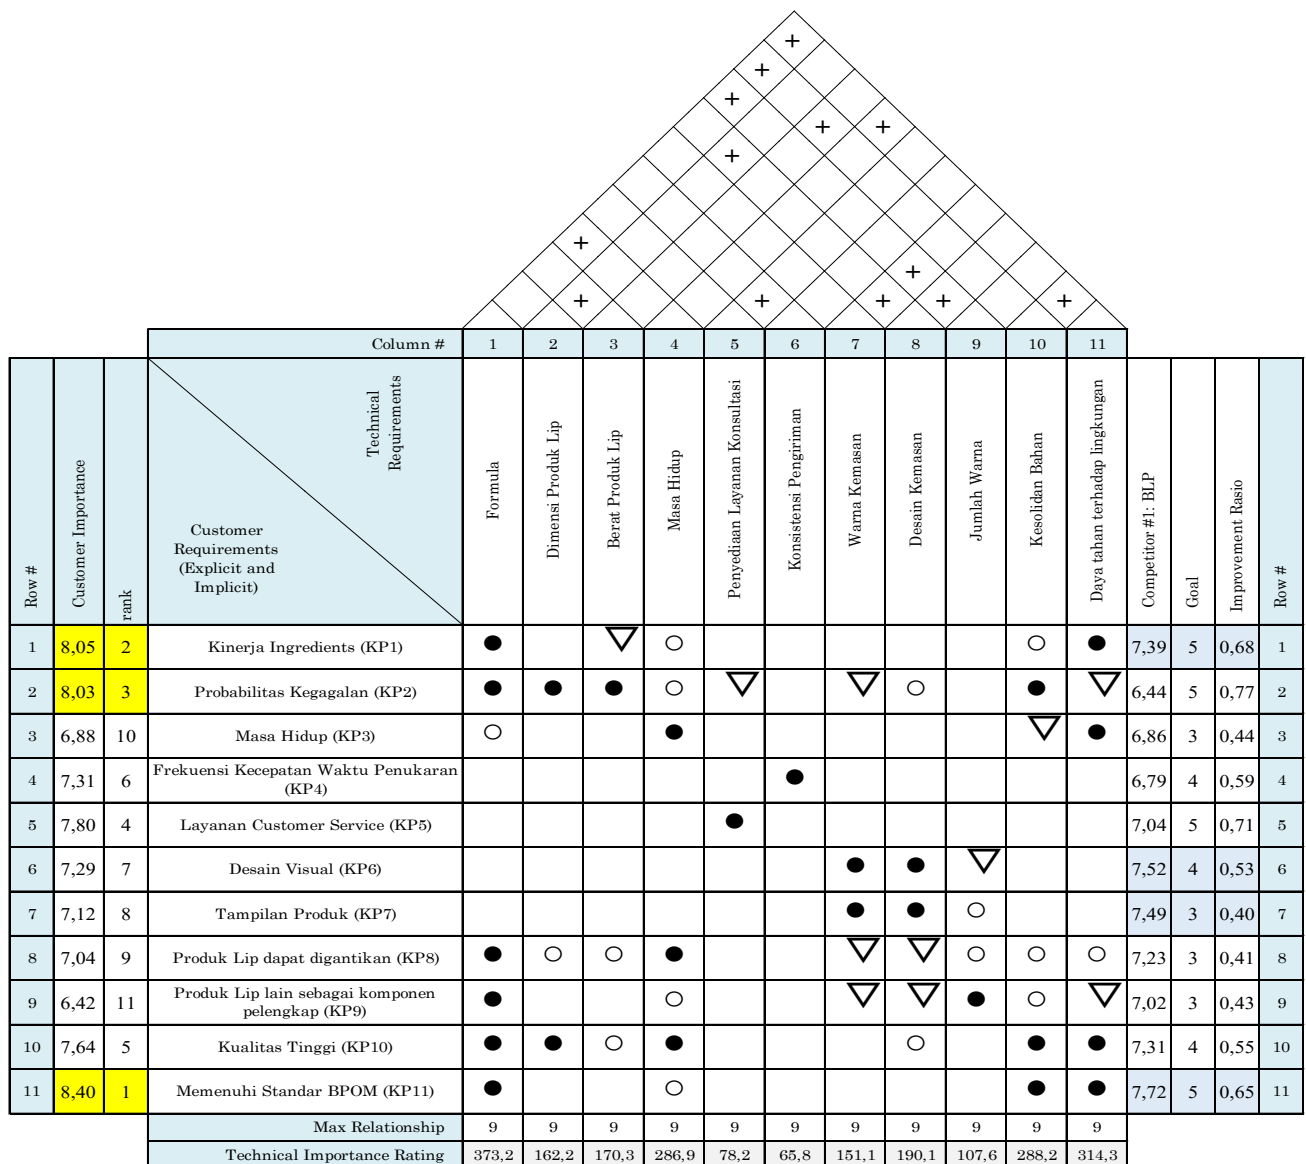 +
+
+
+ +
+
+
+
+ + + + +
Column # 1 2 3 4 5 6 7 8 9 10 11
Row #
Customer Importance
rank
Technical
Requirements
Customer
Requirements
(Explicit and
Implicit)
Formula
Dimensi Produk Lip
Berat Produk Lip
Masa Hidup
Penyediaan Layanan Konsultasi
Konsistensi Pengiriman
Warna Kemasan
Desain Kemasan
Jumlah Warna
Kesolidan Bahan
Daya tahan terhadap lingkungan
Competitor #1: BLP
Goal
Improvement Rasio
Row #
1 8,05 2 Kinerja Ingredients (KP1) ● ▽ ○ ○ ● 7,39 5 0,68 1
2 8,03 3 Probabilitas Kegagalan (KP2) ● ● ● ○ ▽ ▽ ○ ● ▽ 6,44 5 0,77 2
3 6,88 10 Masa Hidup (KP3) ○ ● ▽ ● 6,86 3 0,44 3
4 7,31 6 Frekuensi Kecepatan Waktu Penukaran
(KP4) ● 6,79 4 0,59 4
5 7,80 4 Layanan Customer Service (KP5) ● 7,04 5 0,71 5
6 7,29 7 Desain Visual (KP6) ● ● ▽ 7,52 4 0,53 6
7 7,12 8 Tampilan Produk (KP7) ● ● ○ 7,49 3 0,40 7
8 7,04 9 Produk Lip dapat digantikan (KP8) ● ○ ○ ● ▽ ▽ ○ ○ ○ 7,23 3 0,41 8
9 6,42 11 Produk Lip lain sebagai komponen
pelengkap (KP9) ● ○ ▽ ▽ ● ○ ▽ 7,02 3 0,43 9
10 7,64 5 Kualitas Tinggi (KP10) ● ● ○ ● ○ ● ● 7,31 4 0,55 10
11 8,40 1 Memenuhi Standar BPOM (KP11) ● ○ ● ● 7,72 5 0,65 11
Max Relationship 9 9 9 9 9 9 9 9 9 9 9
Technical Importance Rating 373,2 162,2 170,3 286,9 78,2 65,8 151,1 190,1 107,6 288,2 314,3